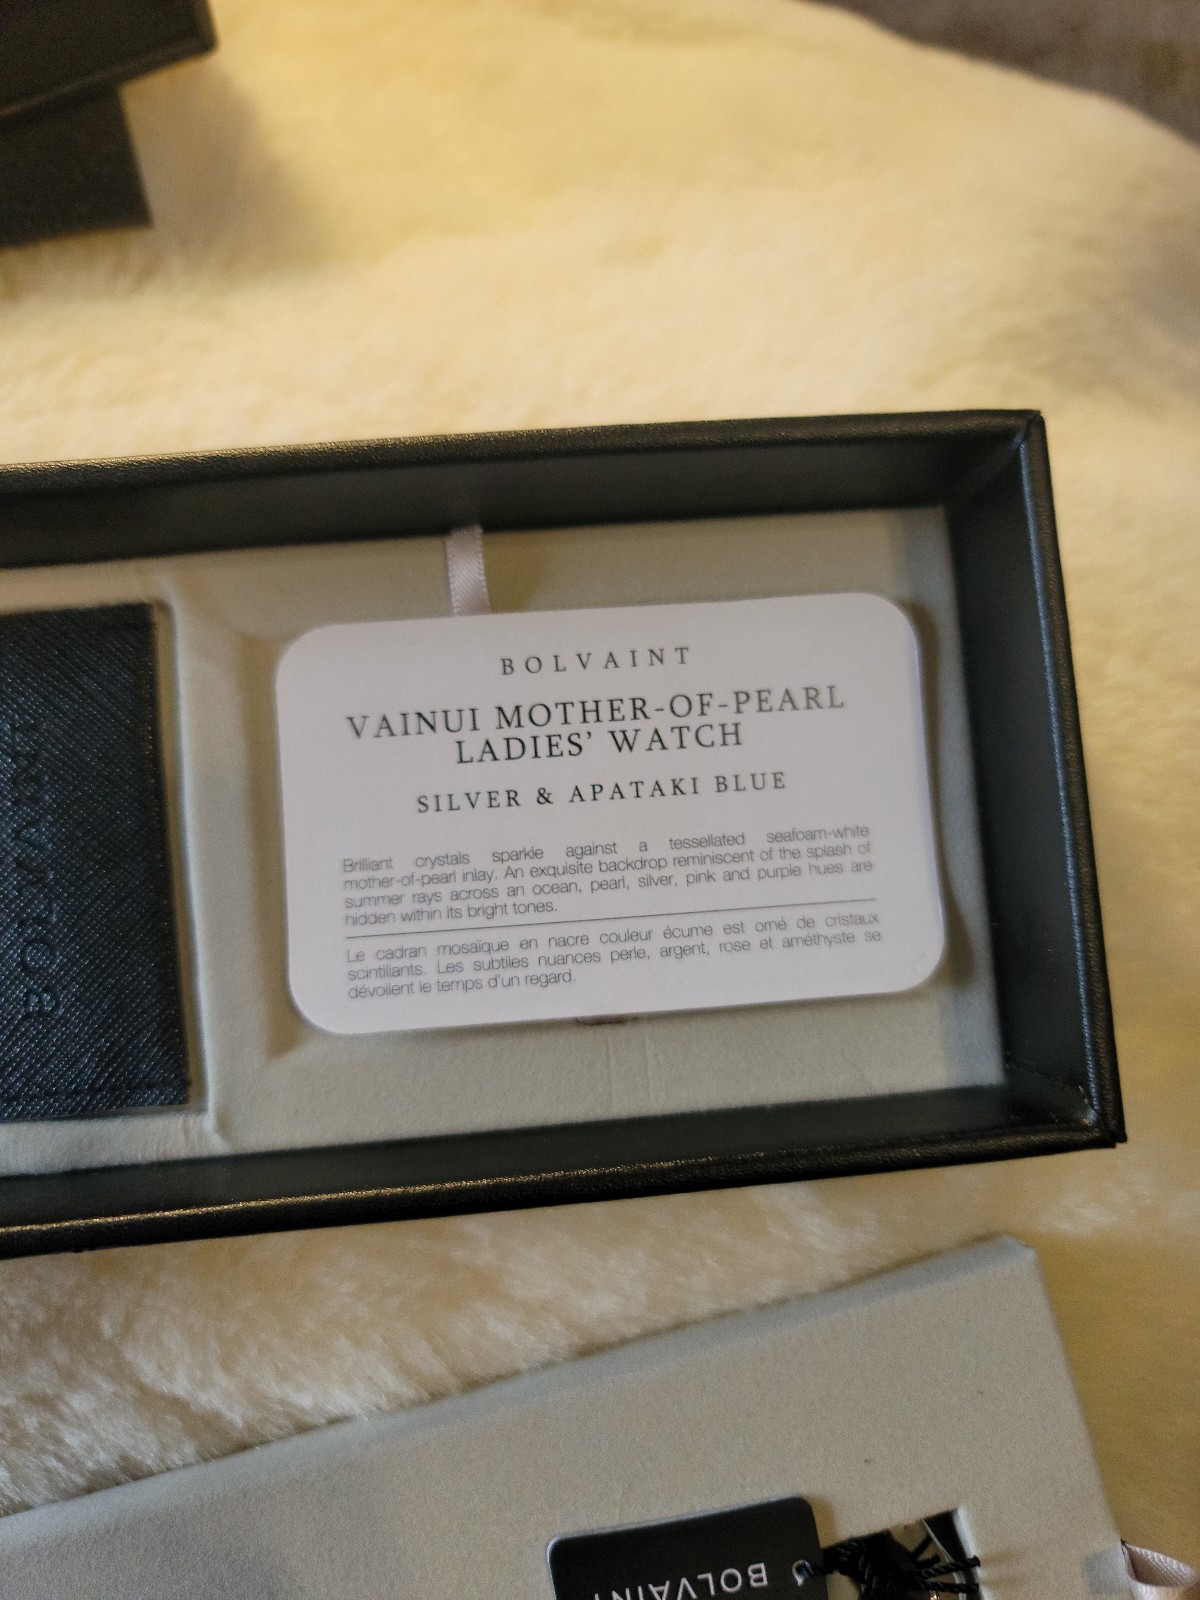 BOLVAINT
VAINUI MOTHER-OF-PEARL
LADIES’ WATCH
SILVER & APATAKI BLUE
Brilliant crystals sparkle against a tessellated seafoam-white
mother-of-pearl inlay. An exquisite backdrop reminiscent of the splash of
summer rays across an ocean, pearl, silver, pink and purple hues are
hidden within its bright tones.
Le cadran mosaïque en nacre couleur écume est orné de cristaux
scintillants. Les subtiles nuances perle, argent, rose et améthyste se
dévoilent le temps d'un regard.
BOLVAINT